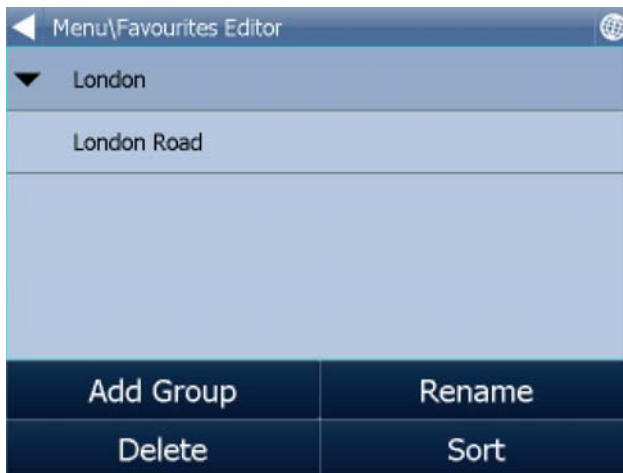 Menu\Favourites Editor
London
London Road
Add Group Rename
Delete Sort